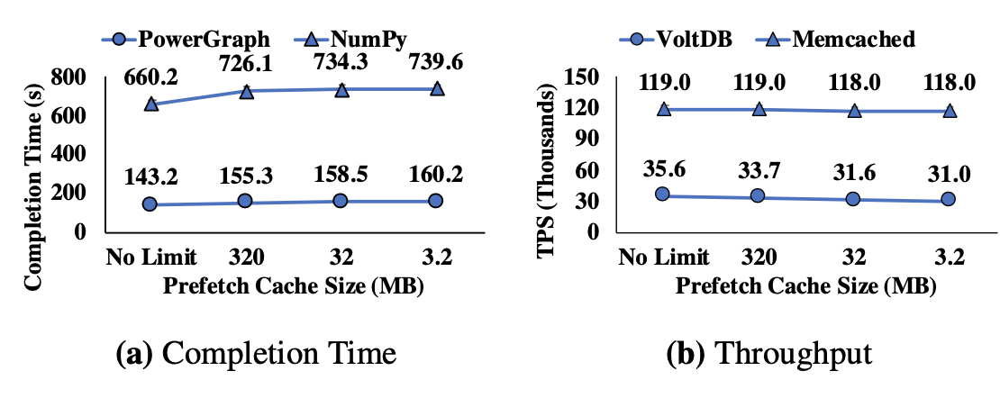 PowerGraph NumPy
Completion Time (s)
800
600
400
200
0
660.2 726.1 734.3 739.6
143.2 155.3 158.5 160.2
No Limit 320 32 3.2
Prefetch Cache Size (MB)
(a) Completion Time
VoltDB Memcached
TPS (Thousands)
150
120
90
60
30
0
119.0 119.0 118.0 118.0
35.6 33.7 31.6 31.0
No Limit 320 32 3.2
Prefetch Cache Size (MB)
(b) Throughput